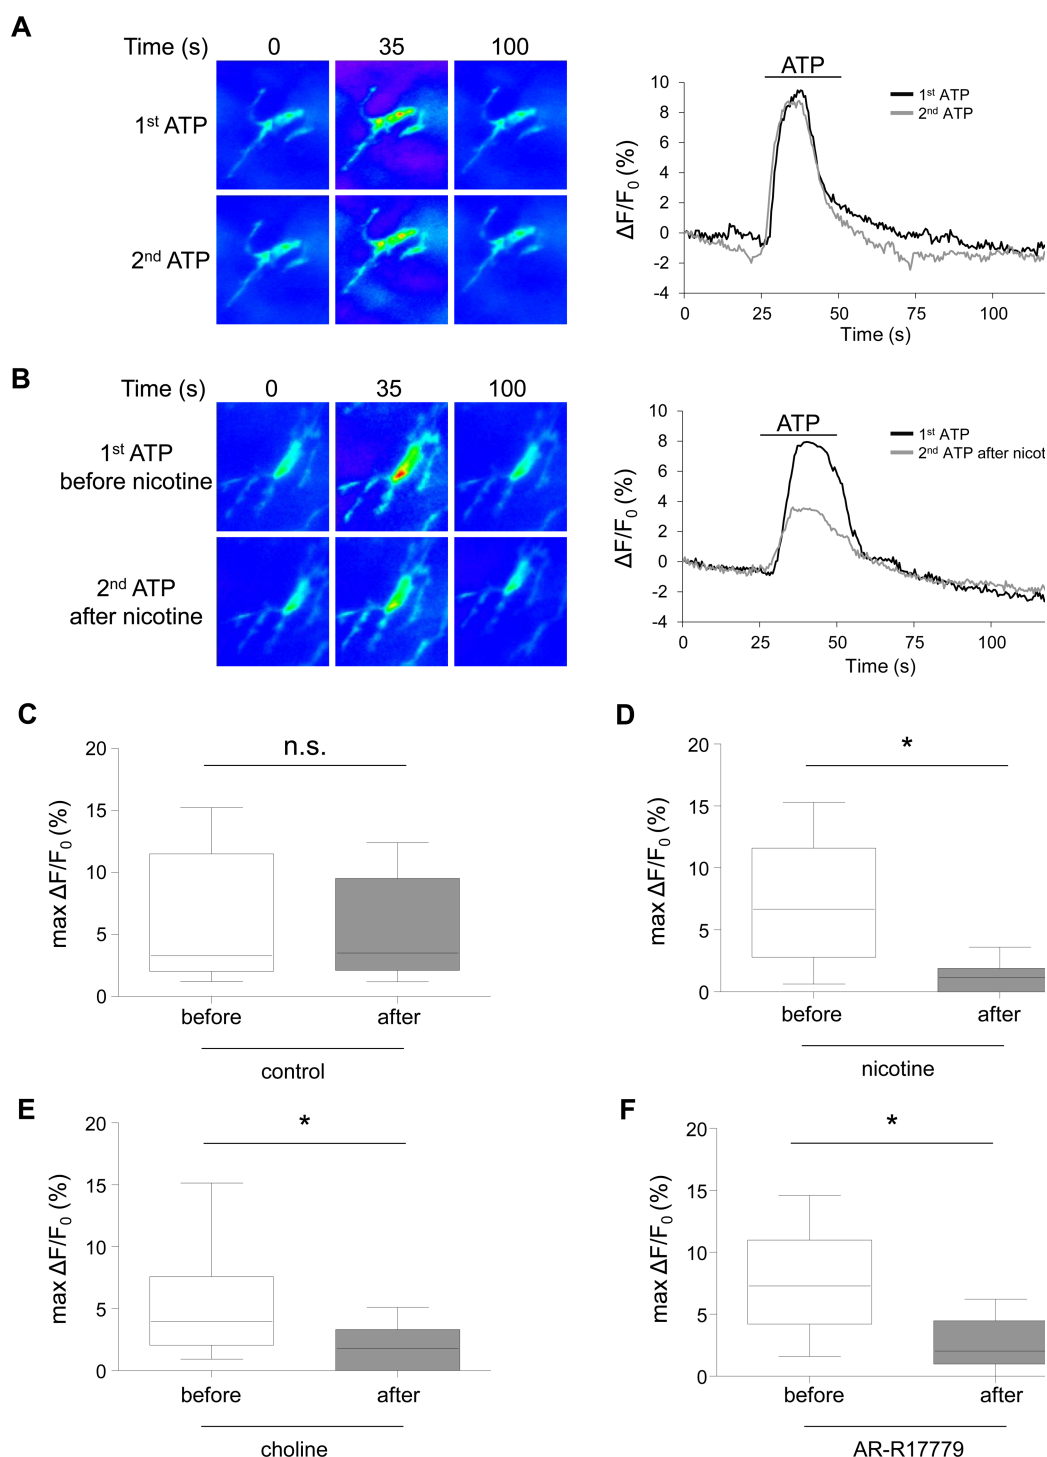 A
Time (s) 0 35 100
1st ATP
2nd ATP
ATP
1st ATP
2nd ATP
ΔF/F0 (%)
10
8
6
4
2
0
-2
-4
0 25 50 75 100
Time (s)
B
Time (s) 0 35 100
1st ATP
before nicotine
2nd ATP
after nicotine
ATP
1st ATP
2nd ATP after nicot
ΔF/F0 (%)
10
8
6
4
2
0
-2
-4
0 25 50 75 100
Time (s)
C
n.s.
max ΔF/F0 (%)
20
15
10
5
0
before after
control
D
*
max ΔF/F0 (%)
20
15
10
5
0
before after
nicotine
E
*
max ΔF/F0 (%)
20
15
10
5
0
before after
choline
F
*
max ΔF/F0 (%)
20
15
10
5
0
before after
AR-R17779